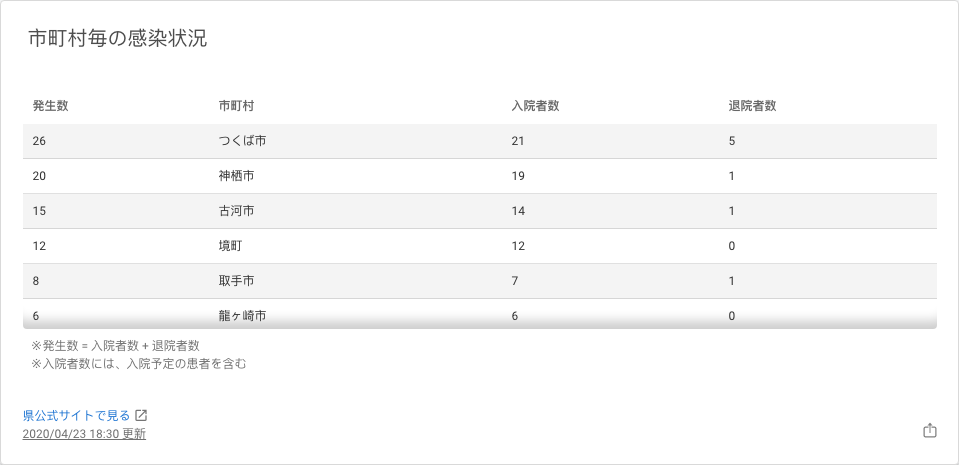 市町村毎の感染状況
発生数 市町村 入院者数 退院者数
26 つくば市 21 5
20 神栖市 19 1
15 古河市 14 1
12 境町 12 0
8 取手市 7 1
6 龍ヶ崎市 6 0
※発生数 = 入院者数 + 退院者数
※入院者数には、入院予定の患者を含む
県公式サイトで見る
2020/04/23 18:30 更新